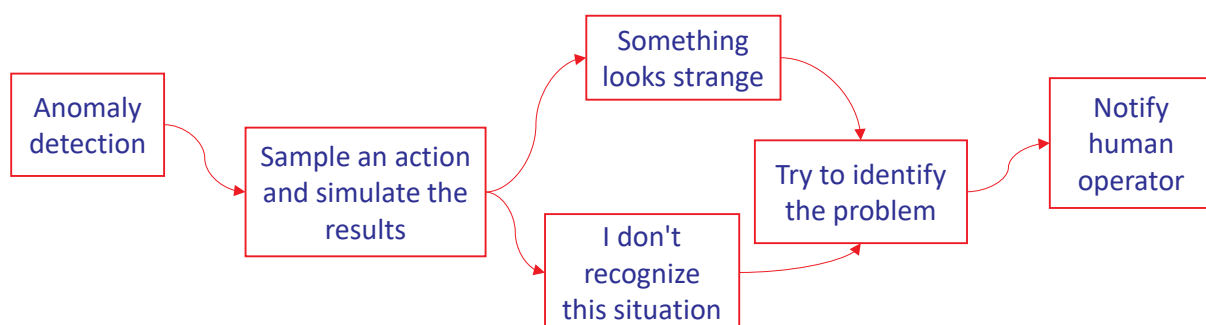 Anomaly
detection
Sample an action
and simulate the
results
Something
looks strange
I don't
recognize
this situation
Try to identify
the problem
Notify
human
operator